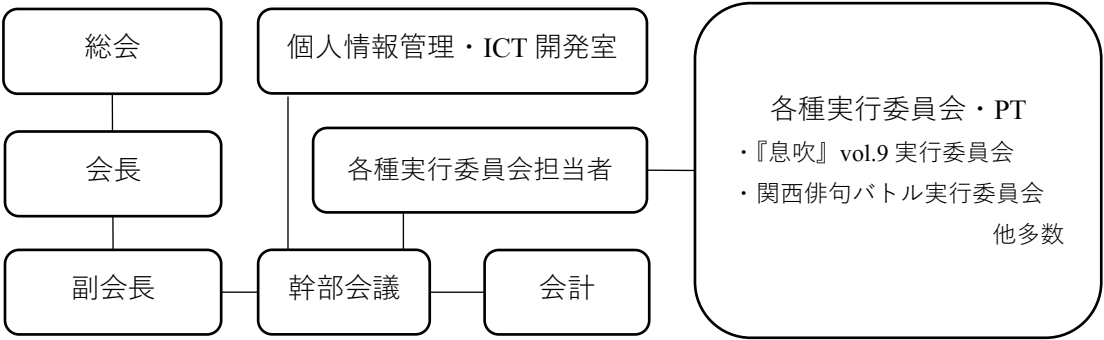 総会
個人情報管理・ICT 開発室
会長
各種実行委員会担当者
副会長
幹部会議
会計
各種実行委員会・PT
・『息吹』vol.9 実行委員会
・関西俳句バトル実行委員会
他多数